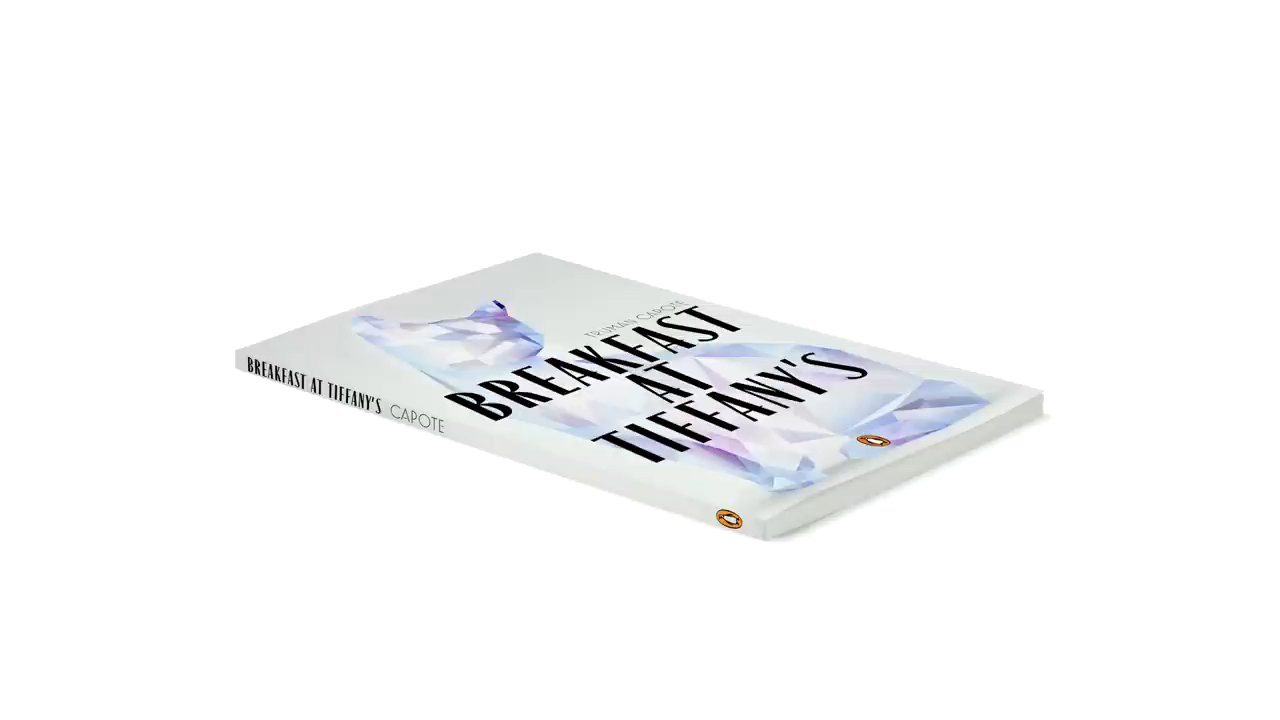 TRUMAN CAPOTE
BREAKFAST
AT
TIFFANY'S
BREAKFAST AT TIFFANY'S CAPOTE